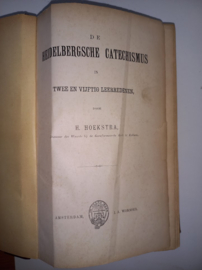 DE
HEIDELBERGSCHE CATECHISMUS
IN
TWEE EN VIJFTIG LEERREDENEN,
DOOR
H. HOEKSTRA,
AMSTERDAM,